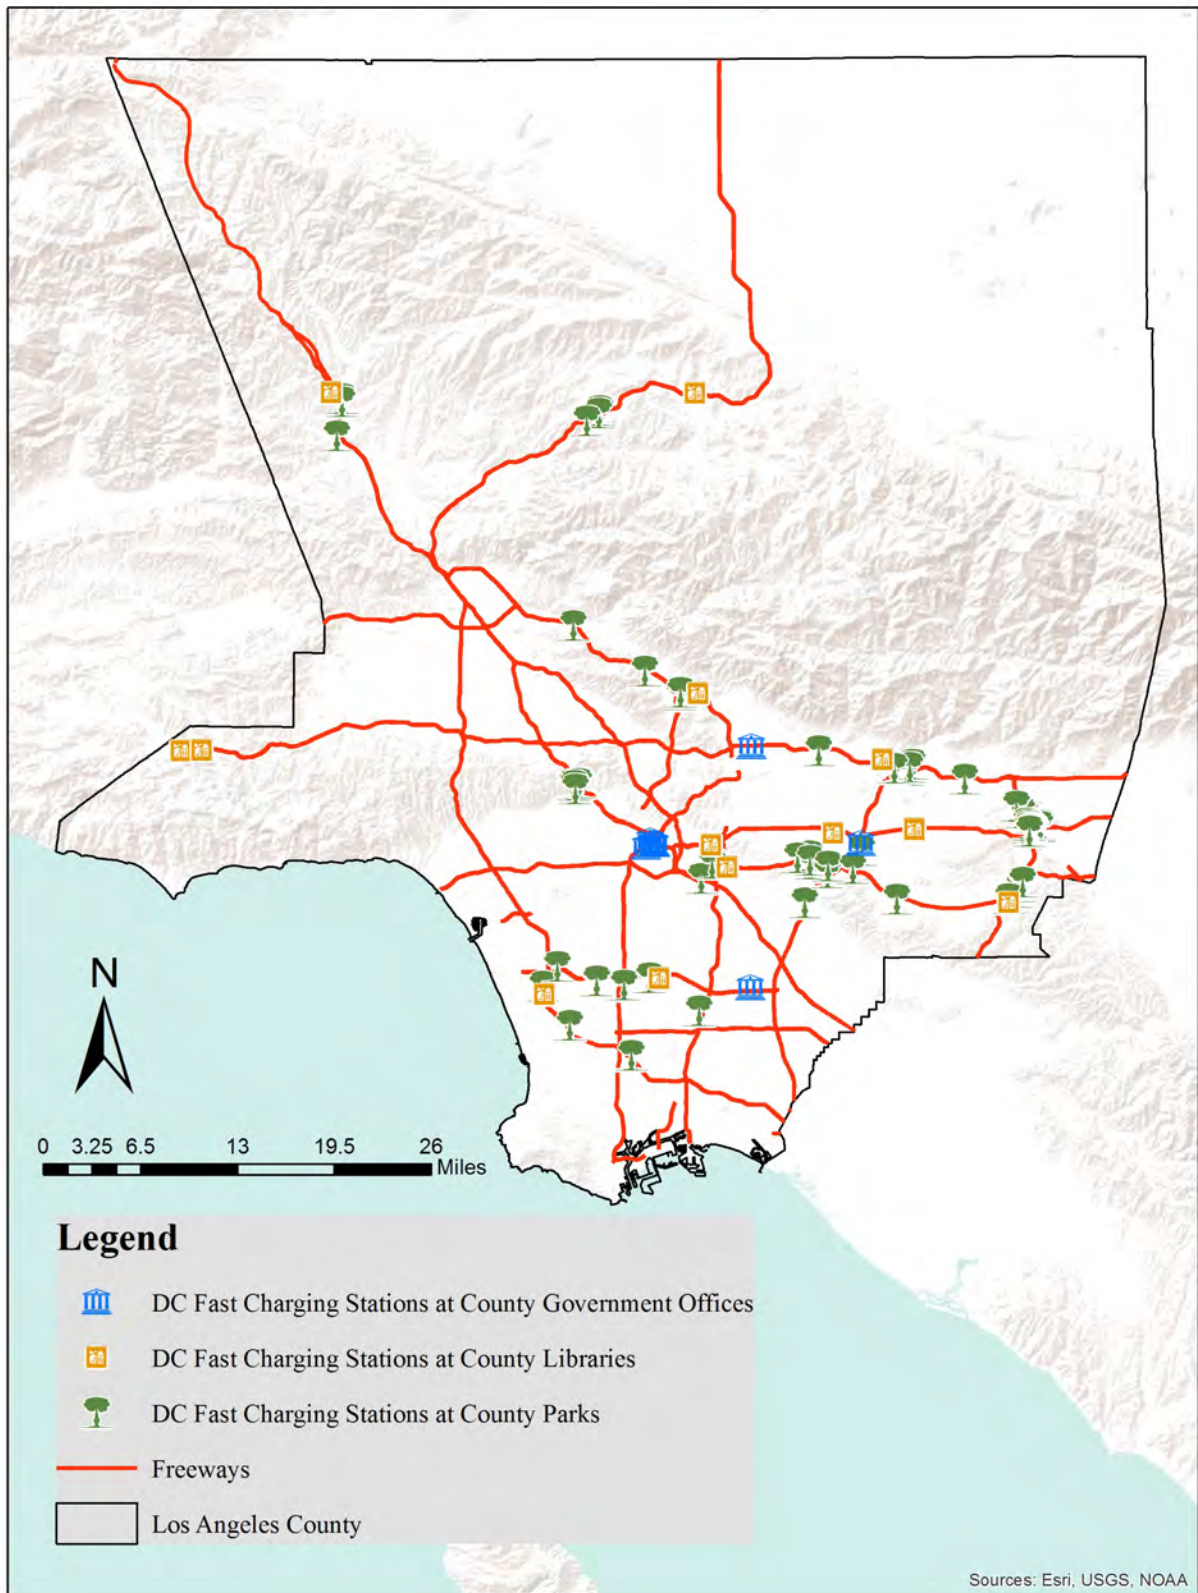 N
0 3.25 6.5 13 19.5 26
Miles
Legend
DC Fast Charging Stations at County Government Offices
DC Fast Charging Stations at County Libraries
DC Fast Charging Stations at County Parks
Freeways
Los Angeles County
Sources: Esri, USGS, NOAA